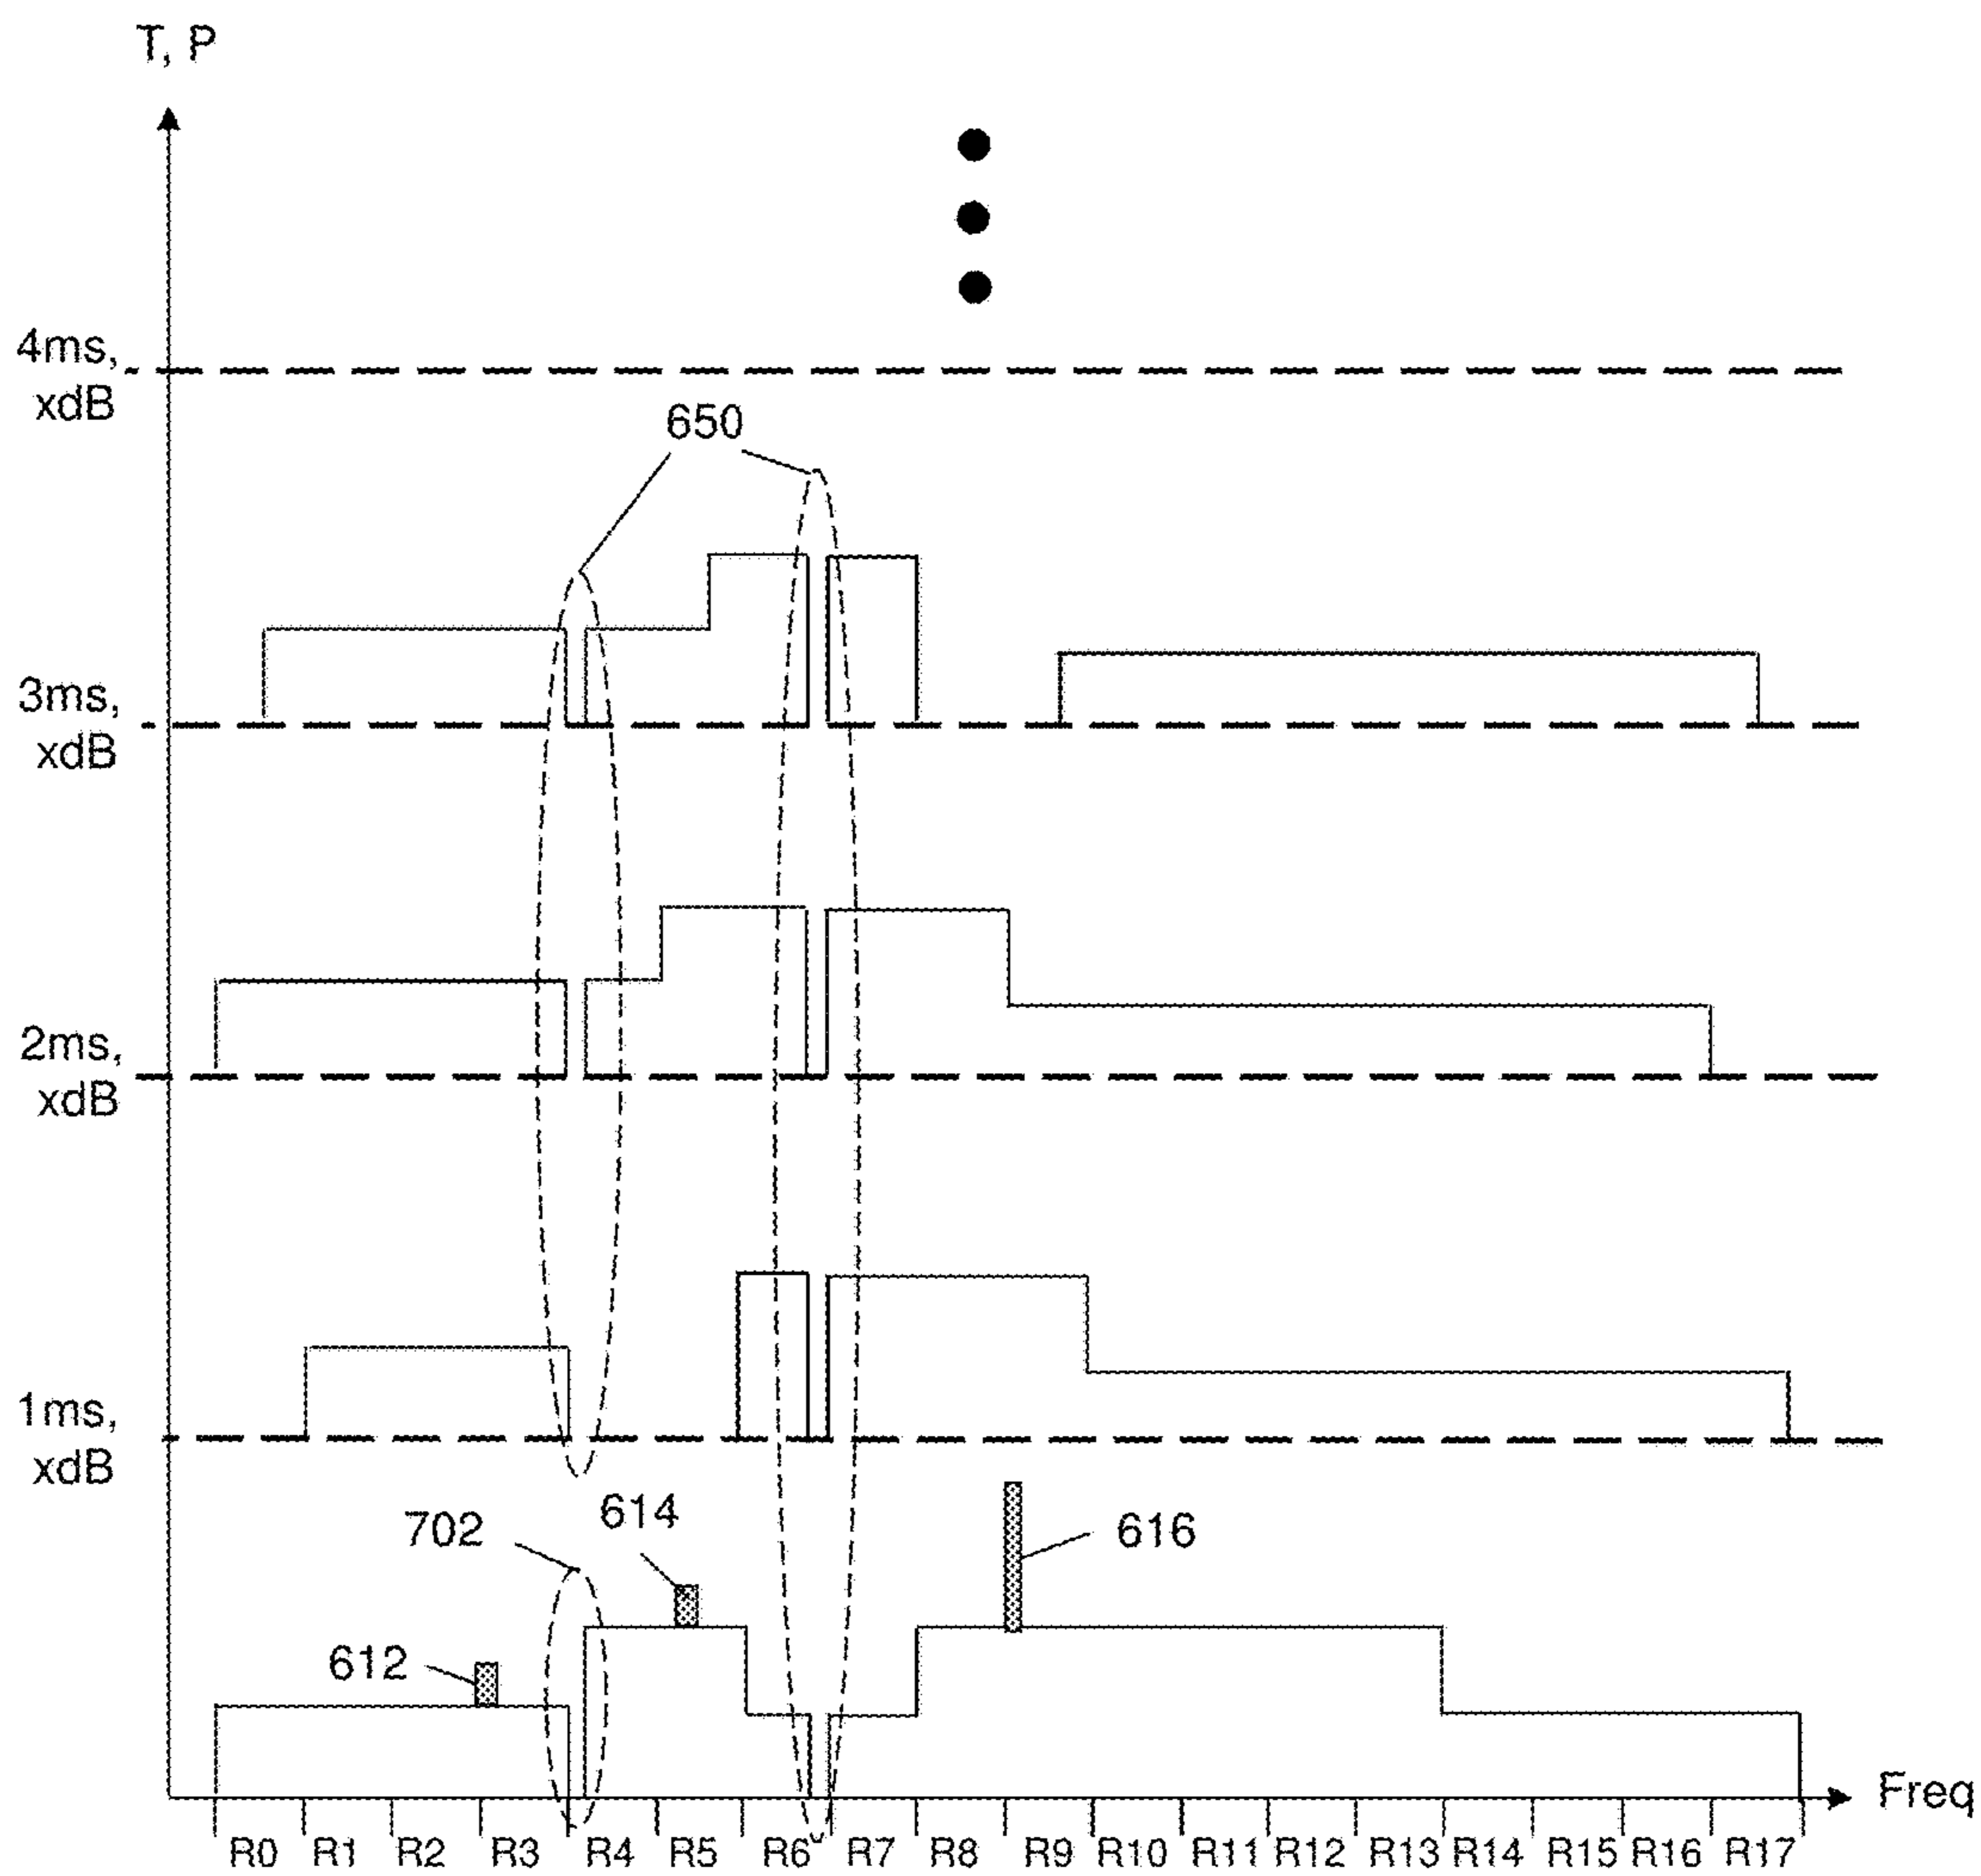 T, P
4ms,
xdB
650
3ms,
xdB
2ms,
xdB
1ms,
xdB
702
614
616
612
Freq
R0 R1 R2 R3 R4 R5 R6 R7 R8 R9 R10 R11 R12 R13 R14 R15 R16 R17